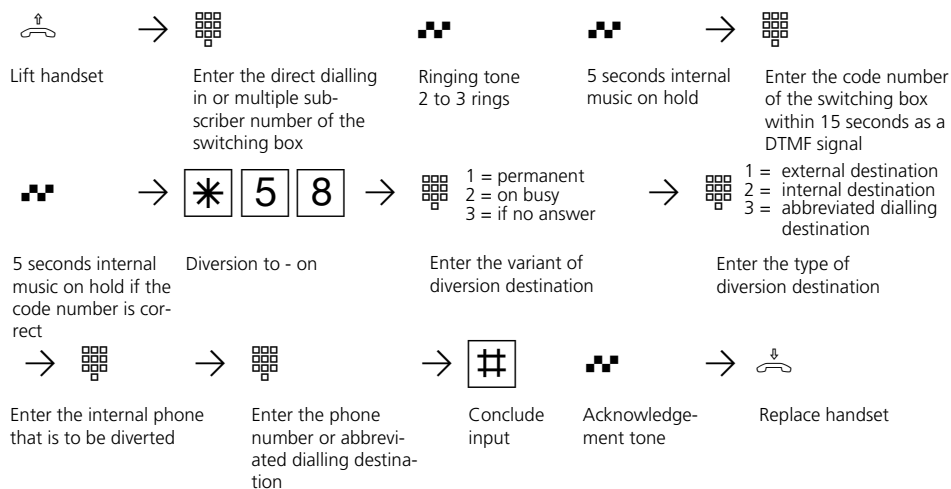 Lift handset
Enter the direct dialling
in or multiple sub-
scriber number of the
switching box
Ringing tone
2 to 3 rings
5 seconds internal
music on hold
Enter the code number
of the switching box
within 15 seconds as a
DTMF signal
* 5 8
1 = permanent
2 = on busy
3 = if no answer
1 = external destination
2 = internal destination
3 = abbreviated dialling
destination
5 seconds internal
music on hold if the
code number is cor-
rect
Diversion to - on
Enter the variant of
diversion destination
Enter the type of
diversion destination
#
Enter the internal phone
that is to be diverted
Enter the phone
number or abbrevi-
ated dialling destina-
tion
Conclude
input
Acknowledge-
ment tone
Replace handset